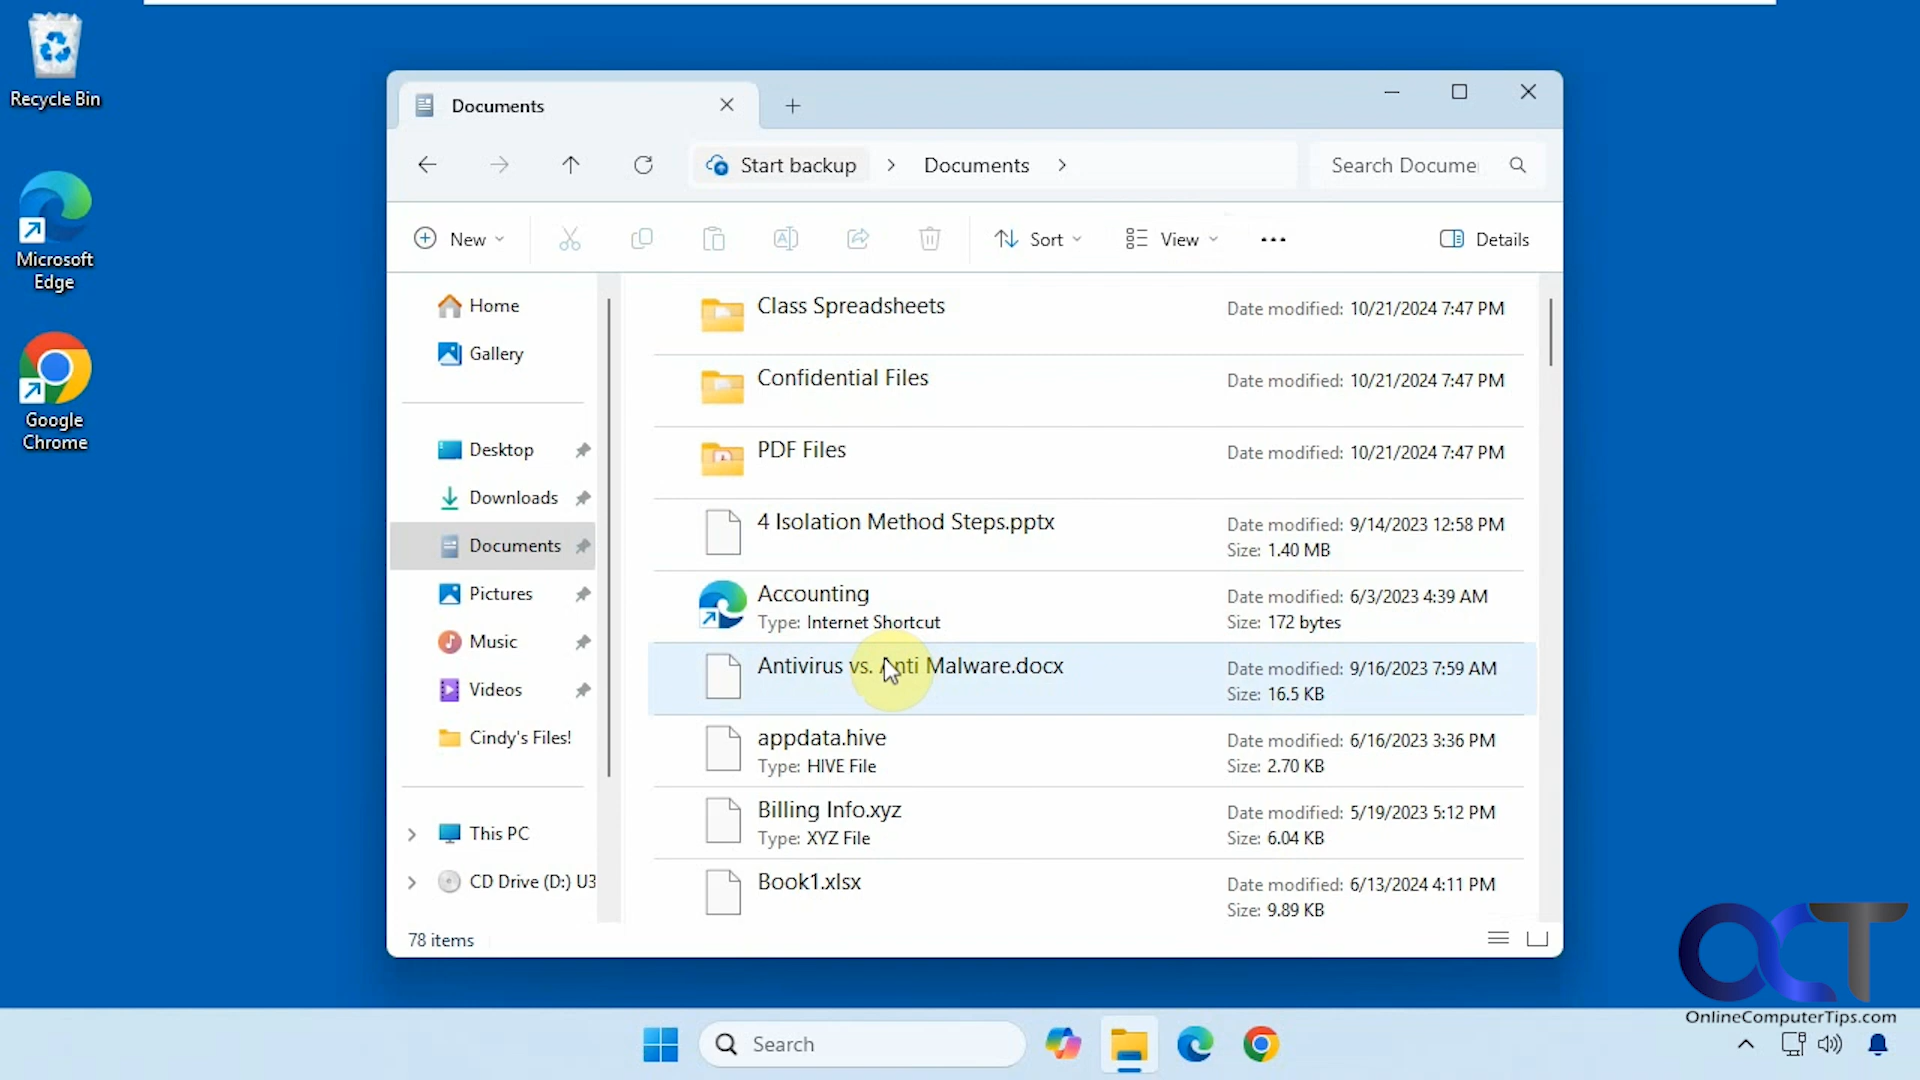 Recycle Bin
Microsoft
Edge
Google
Chrome
Documents
Start backup
Documents
Search Docume
New
Sort
View
Details
Home
Gallery
Desktop
Downloads
Documents
Pictures
Music
Videos
Cindy's Files!
This PC
CD Drive (D:) U3
Class Spreadsheets
Date modified: 10/21/2024 7:47 PM
Confidential Files
Date modified: 10/21/2024 7:47 PM
PDF Files
Date modified: 10/21/2024 7:47 PM
4 Isolation Method Steps.pptx
Date modified: 9/14/2023 12:58 PM
Size: 1.40 MB
Accounting
Date modified: 6/3/2023 4:39 AM
Type: Internet Shortcut
Size: 172 bytes
Antivirus vs. Anti Malware.docx
Date modified: 9/16/2023 7:59 AM
Size: 16.5 KB
appdata.hive
Date modified: 6/16/2023 3:36 PM
Type: HIVE File
Size: 2.70 KB
Billing Info.xyz
Date modified: 5/19/2023 5:12 PM
Type: XYZ File
Size: 6.04 KB
Book1.xlsx
Date modified: 6/13/2024 4:11 PM
Size: 9.89 KB
78 items
OCT
OnlineComputerTips.com
Search